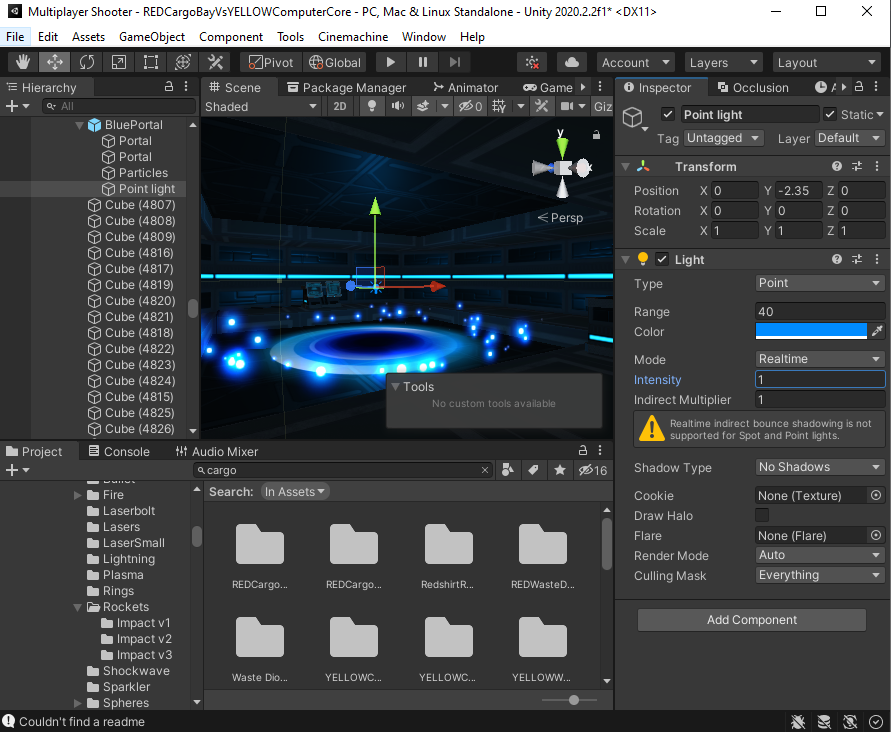 Multiplayer Shooter - REDCargoBayVsYELLOWComputerCore - PC, Mac & Linux Standalone - Unity 2020.2.2f1* <DX11>
File Edit Assets GameObject Component Tools Cinemachine Window Help
Pivot Global Account Layers Layout
Hierarchy
All
BluePortal
Portal
Portal
Particles
Point light
Cube (4807)
Cube (4808)
Cube (4809)
Cube (4816)
Cube (4817)
Cube (4819)
Cube (4820)
Cube (4821)
Cube (4818)
Cube (4822)
Cube (4823)
Cube (4824)
Cube (4815)
Cube (4825)
Cube (4826)
Scene Package Manager Animator Game
Shaded 2D 0 Giz
y
x
Persp
Tools
No custom tools available
Inspector Occlusion A
Point light Static
Tag Untagged Layer Default
Transform
Position X 0 Y -2.35 Z 0
Rotation X 0 Y 0 Z 0
Scale X 1 Y 1 Z 1
Light
Type Point
Range 40
Color
Mode Realtime
Intensity 1
Indirect Multiplier 1
Realtime indirect bounce shadowing is not
supported for Spot and Point lights.
Shadow Type No Shadows
Cookie None (Texture)
Draw Halo
Flare None (Flare)
Render Mode Auto
Culling Mask Everything
Add Component
Project Console Audio Mixer
cargo 16
Bullet
Fire
Laserbolt
Lasers
LaserSmall
Lightning
Plasma
Rings
Rockets
Impact v1
Impact v2
Impact v3
Shockwave
Sparkler
Spheres
Search: In Assets
REDCargo... REDCargo... RedshirtR... REDWasteD...
Waste Dio... YELLOWC... YELLOWC... YELLOWW...
Couldn't find a readme